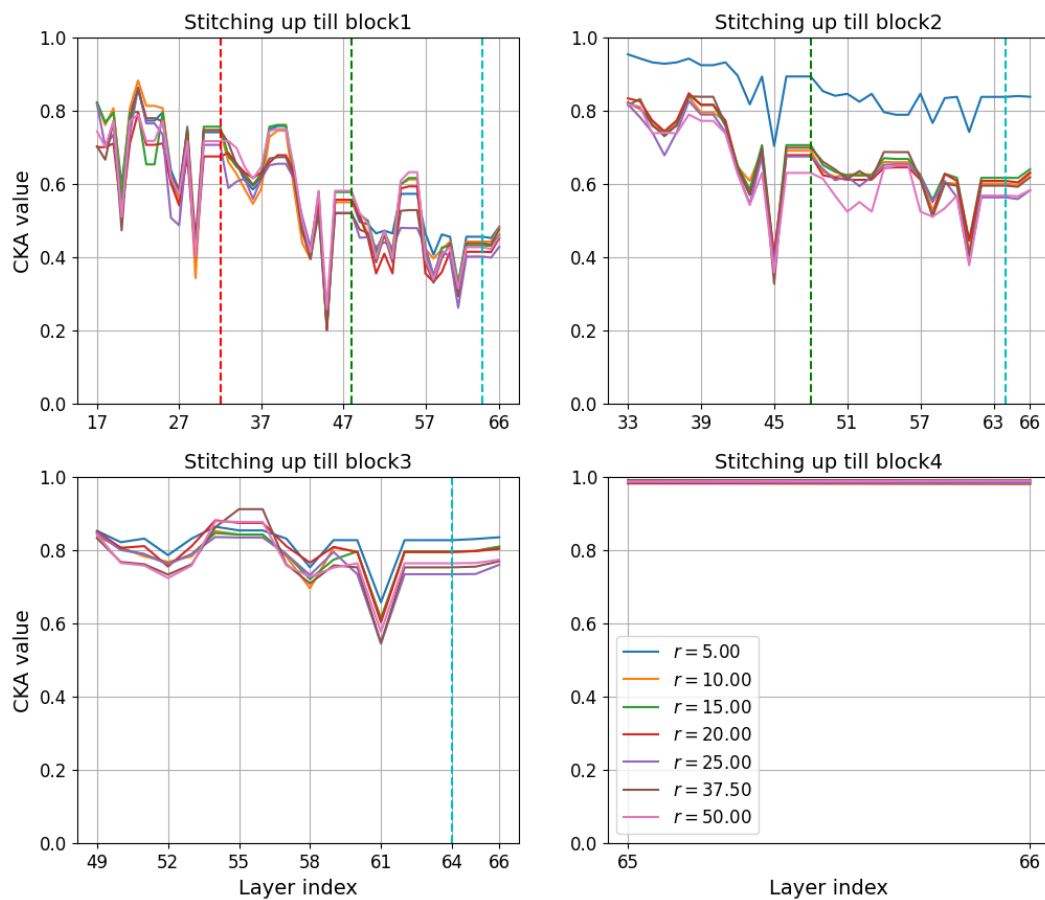 Stitching up till block1
CKA value
1.0
0.8
0.6
0.4
0.2
0.0
17 27 37 47 57 66
Stitching up till block2
1.0
0.8
0.6
0.4
0.2
0.0
33 39 45 51 57 63 66
Stitching up till block3
CKA value
1.0
0.8
0.6
0.4
0.2
0.0
49 52 55 58 61 64 66
Layer index
Stitching up till block4
1.0
0.8
0.6
0.4
0.2
0.0
r = 5.00
r = 10.00
r = 15.00
r = 20.00
r = 25.00
r = 37.50
r = 50.00
65 66
Layer index